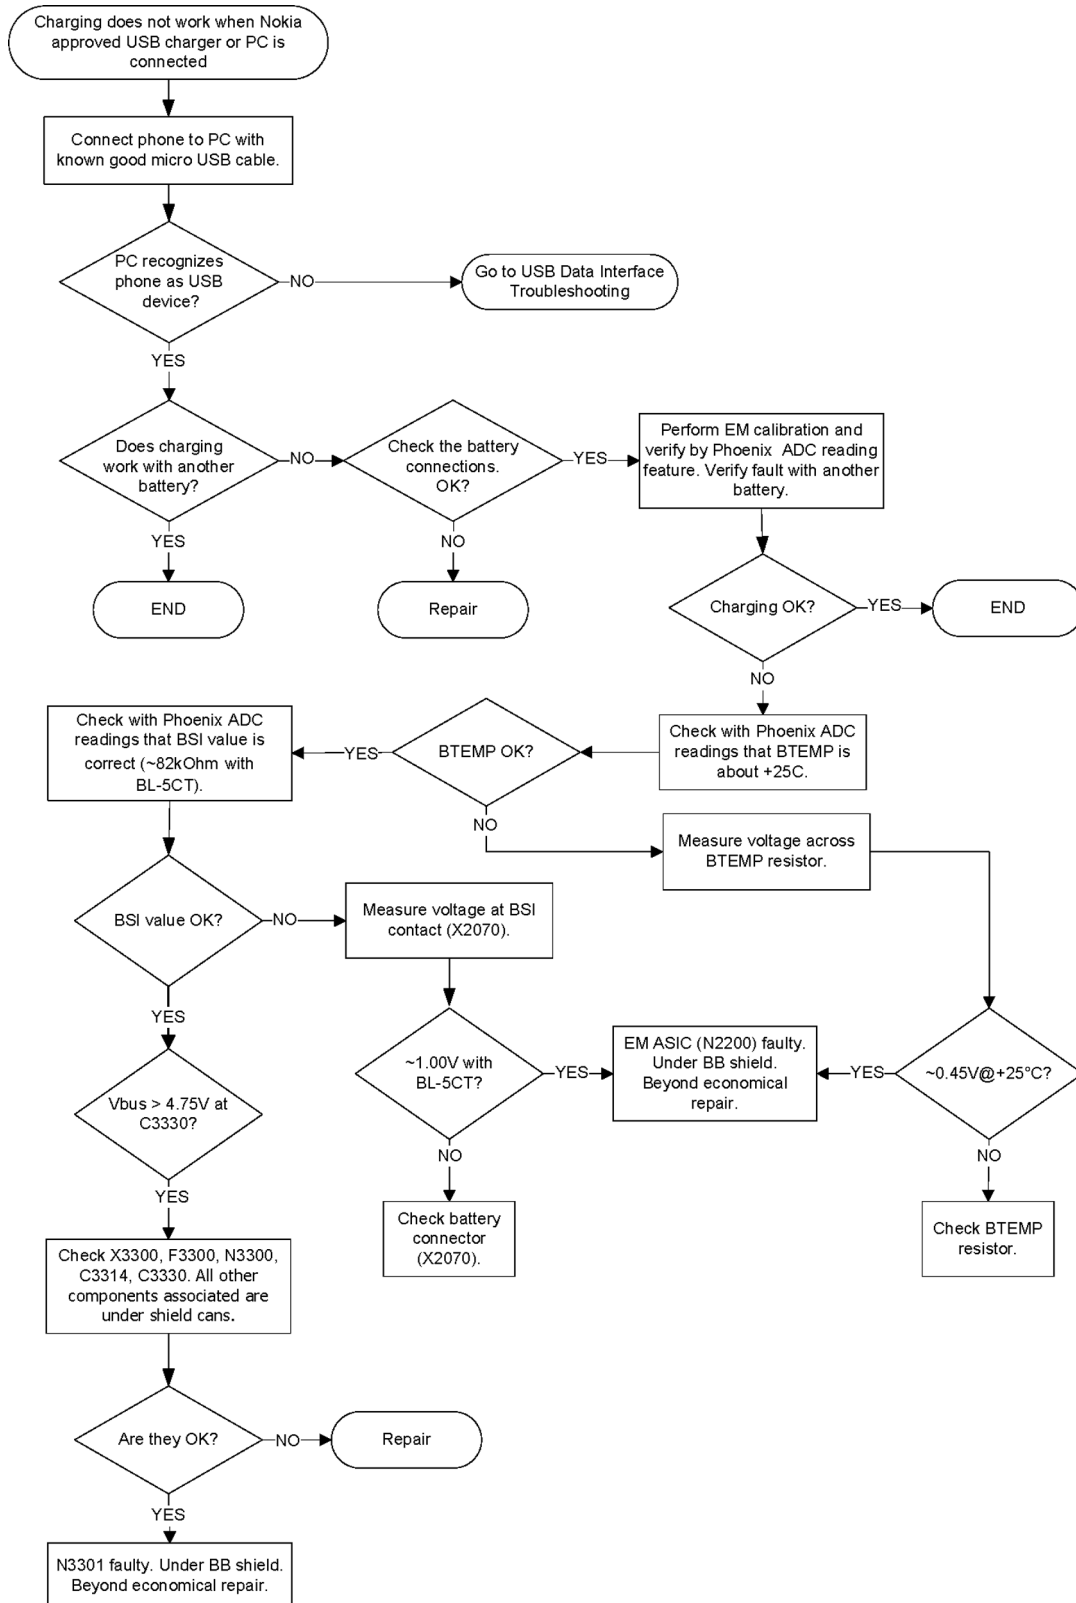 Charging does not work when Nokia
approved USB charger or PC is
connected
Connect phone to PC with
known good micro USB cable.
PC recognizes
phone as USB
device?
NO
Go to USB Data Interface
Troubleshooting
YES
Does charging
work with another
battery?
NO
Check the battery
connections.
OK?
YES
Perform EM calibration and
verify by Phoenix ADC reading
feature. Verify fault with another
battery.
YES
END
NO
Repair
Charging OK?
YES
END
NO
Check with Phoenix ADC
readings that BTEMP is
about +25C.
BTEMP OK?
YES
Check with Phoenix ADC
readings that BSI value is
correct (~82kOhm with
BL-5CT).
NO
Measure voltage across
BTEMP resistor.
BSI value OK?
NO
Measure voltage at BSI
contact (X2070).
YES
~1.00V with
BL-5CT?
YES
EM ASIC (N2200) faulty.
Under BB shield.
Beyond economical
repair.
YES
~0.45V@+25°C?
Vbus > 4.75V at
C3330?
NO
Check battery
connector
(X2070).
NO
Check BTEMP
resistor.
YES
Check X3300, F3300, N3300,
C3314, C3330. All other
components associated are
under shield cans.
Are they OK?
NO
Repair
YES
N3301 faulty. Under BB shield.
Beyond economical repair.